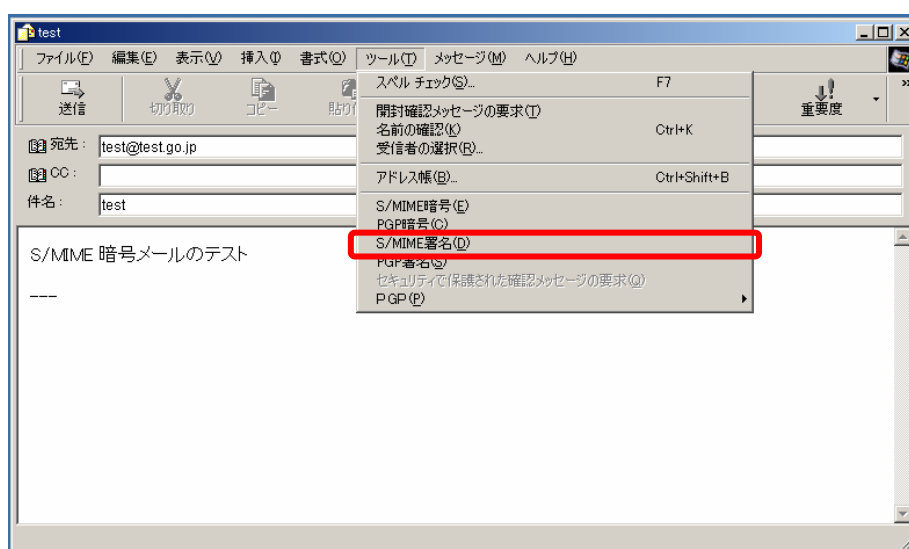 test
ファイル(F) 編集(E) 表示(V) 挿入(I) 書式(O) ツール(T) メッセージ(M) ヘルプ(H)
送信 切り取り コピー 貼り付 重要度
スペル チェック(S)... F7
開封確認メッセージの要求(T)
名前の確認(K) Ctrl+K
受信者の選択(R)...
アドレス帳(B)... Ctrl+Shift+B
S/MIME暗号(E)
PGP暗号(C)
S/MIME署名(D)
PGP署名(S)
セキュリティで保護された確認メッセージの要求(Q)
PGP(P)
宛先: test@test.go.jp
CC:
件名: test
S/MIME 暗号メールのテスト
---